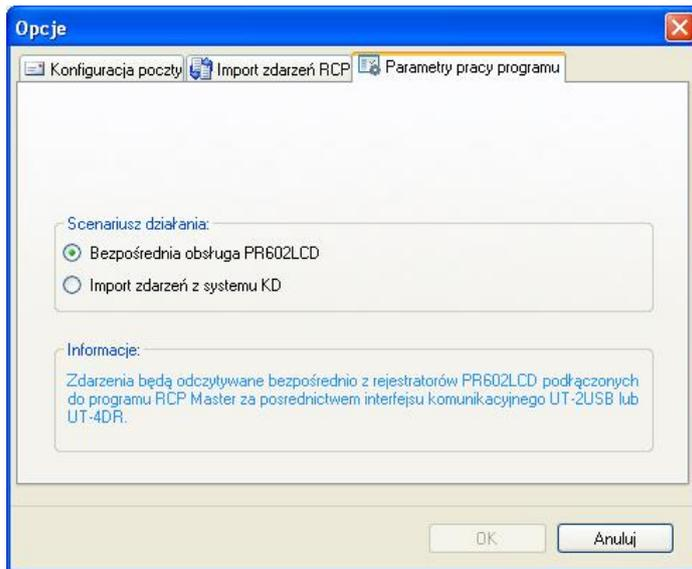 Opcje
Konfiguracja poczty Import zdarzeń RCP Parametry pracy programu
Scenariusz działania:
Bezpośrednia obsługa PR602LCD
Import zdarzeń z systemu KD
Informacje:
Zdarzenia będą odczytywane bezpośrednio z rejestratorów PR602LCD podłączonych
do programu RCP Master za posrednictwem interfejsu komunikacyjnego UT-2USB lub
UT-4DR.
OK Anuluj